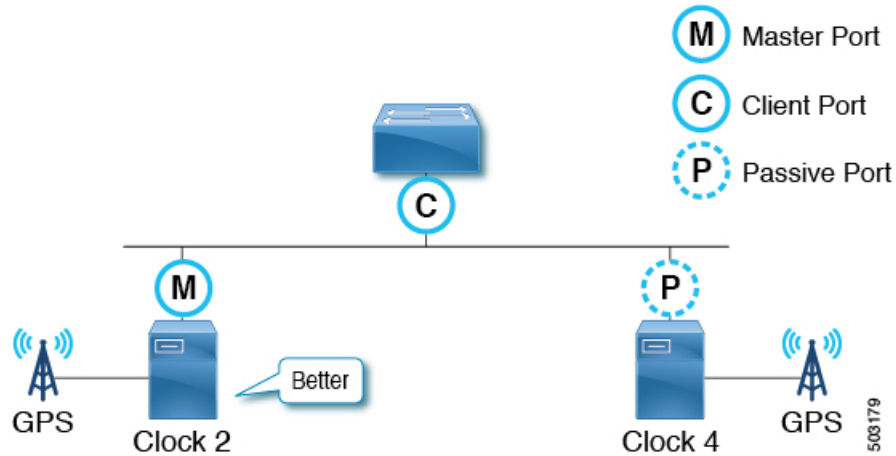 M Master Port
C Client Port
P Passive Port
C
M
P
Better
GPS
Clock 2
Clock 4
GPS
503179